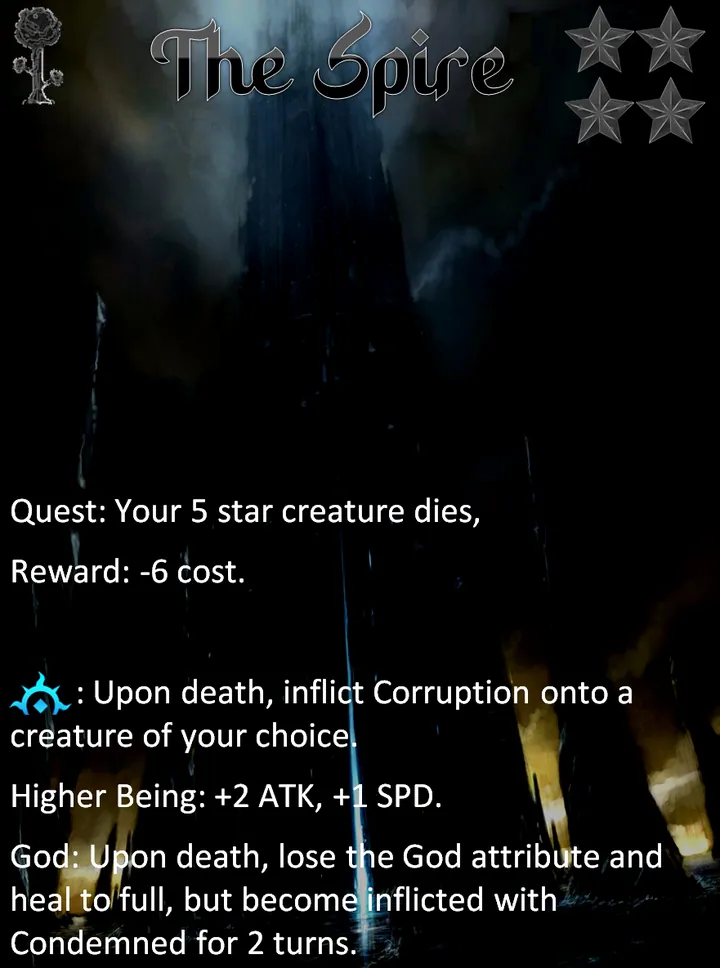 The Spire
Quest: Your 5 star creature dies,
Reward: -6 cost.
: Upon death, inflict Corruption onto a
creature of your choice.
Higher Being: +2 ATK, +1 SPD.
God: Upon death, lose the God attribute and
heal to full, but become inflicted with
Condemned for 2 turns.